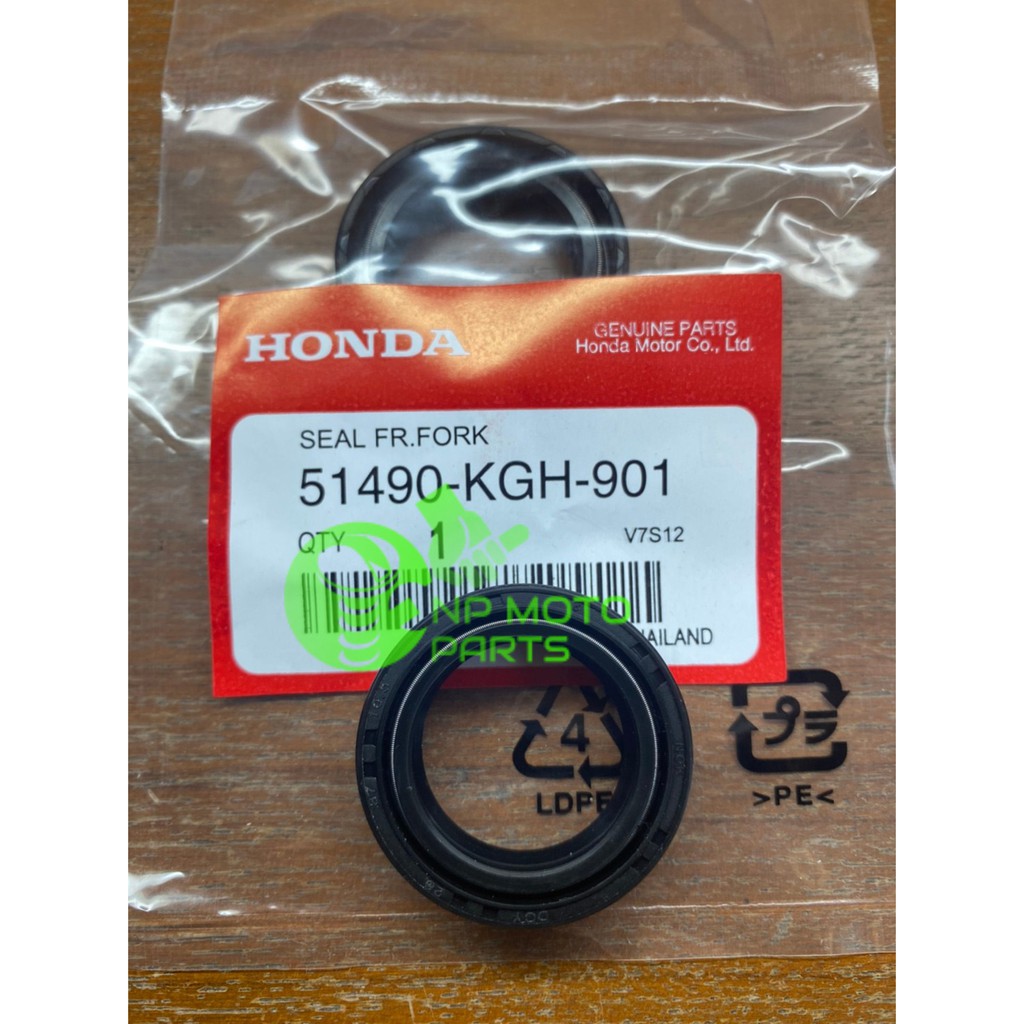 HONDA
GENUINE PARTS
Honda Motor Co., Ltd.
SEAL FR.FORK
51490-KGH-901
QTY 1 V7S12
NP MOTO
PARTS
HAILAND
4
LDPE
プラ
>PE<